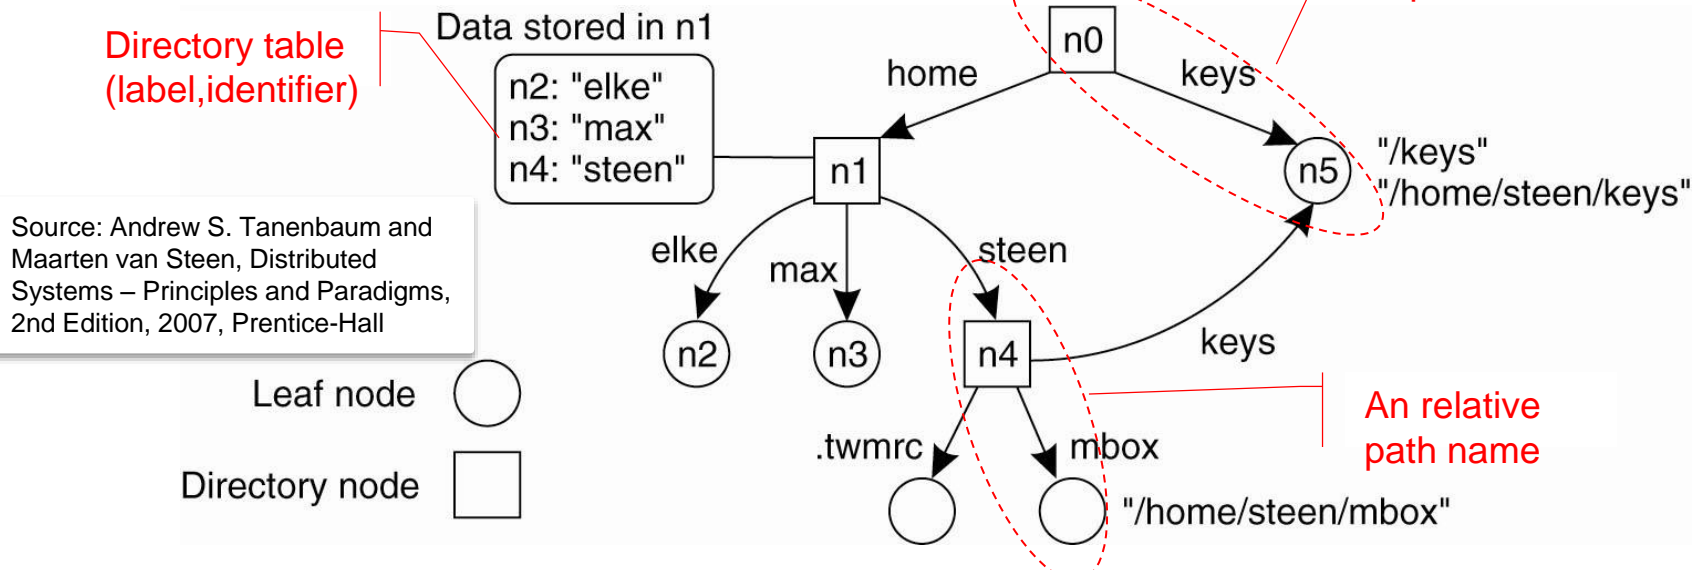 Data stored in n1
Directory table
(label,identifier)
n2: "elke"
n3: "max"
n4: "steen"
n0
home
keys
n1
n5
"/keys"
"/home/steen/keys"
Source: Andrew S. Tanenbaum and
Maarten van Steen, Distributed
Systems – Principles and Paradigms,
2nd Edition, 2007, Prentice-Hall
elke
max
steen
n2
n3
n4
keys
Leaf node
An relative
path name
.twmrc
mbox
Directory node
"/home/steen/mbox"